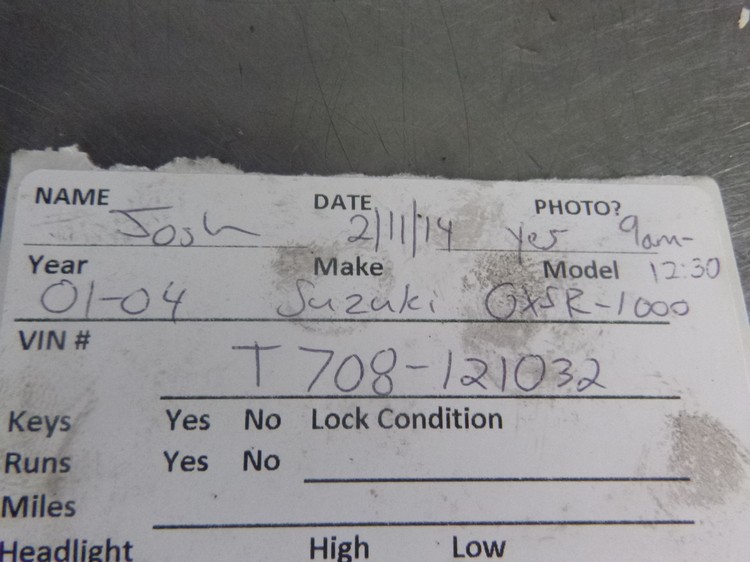 NAME Josh DATE 2/11/14 PHOTO? yes 9am-
Year 01-04 Make Suzuki Model GXSR-1000 12:30
VIN # T708-121032
Keys Yes No Lock Condition
Runs Yes No
Miles
Headlight High Low